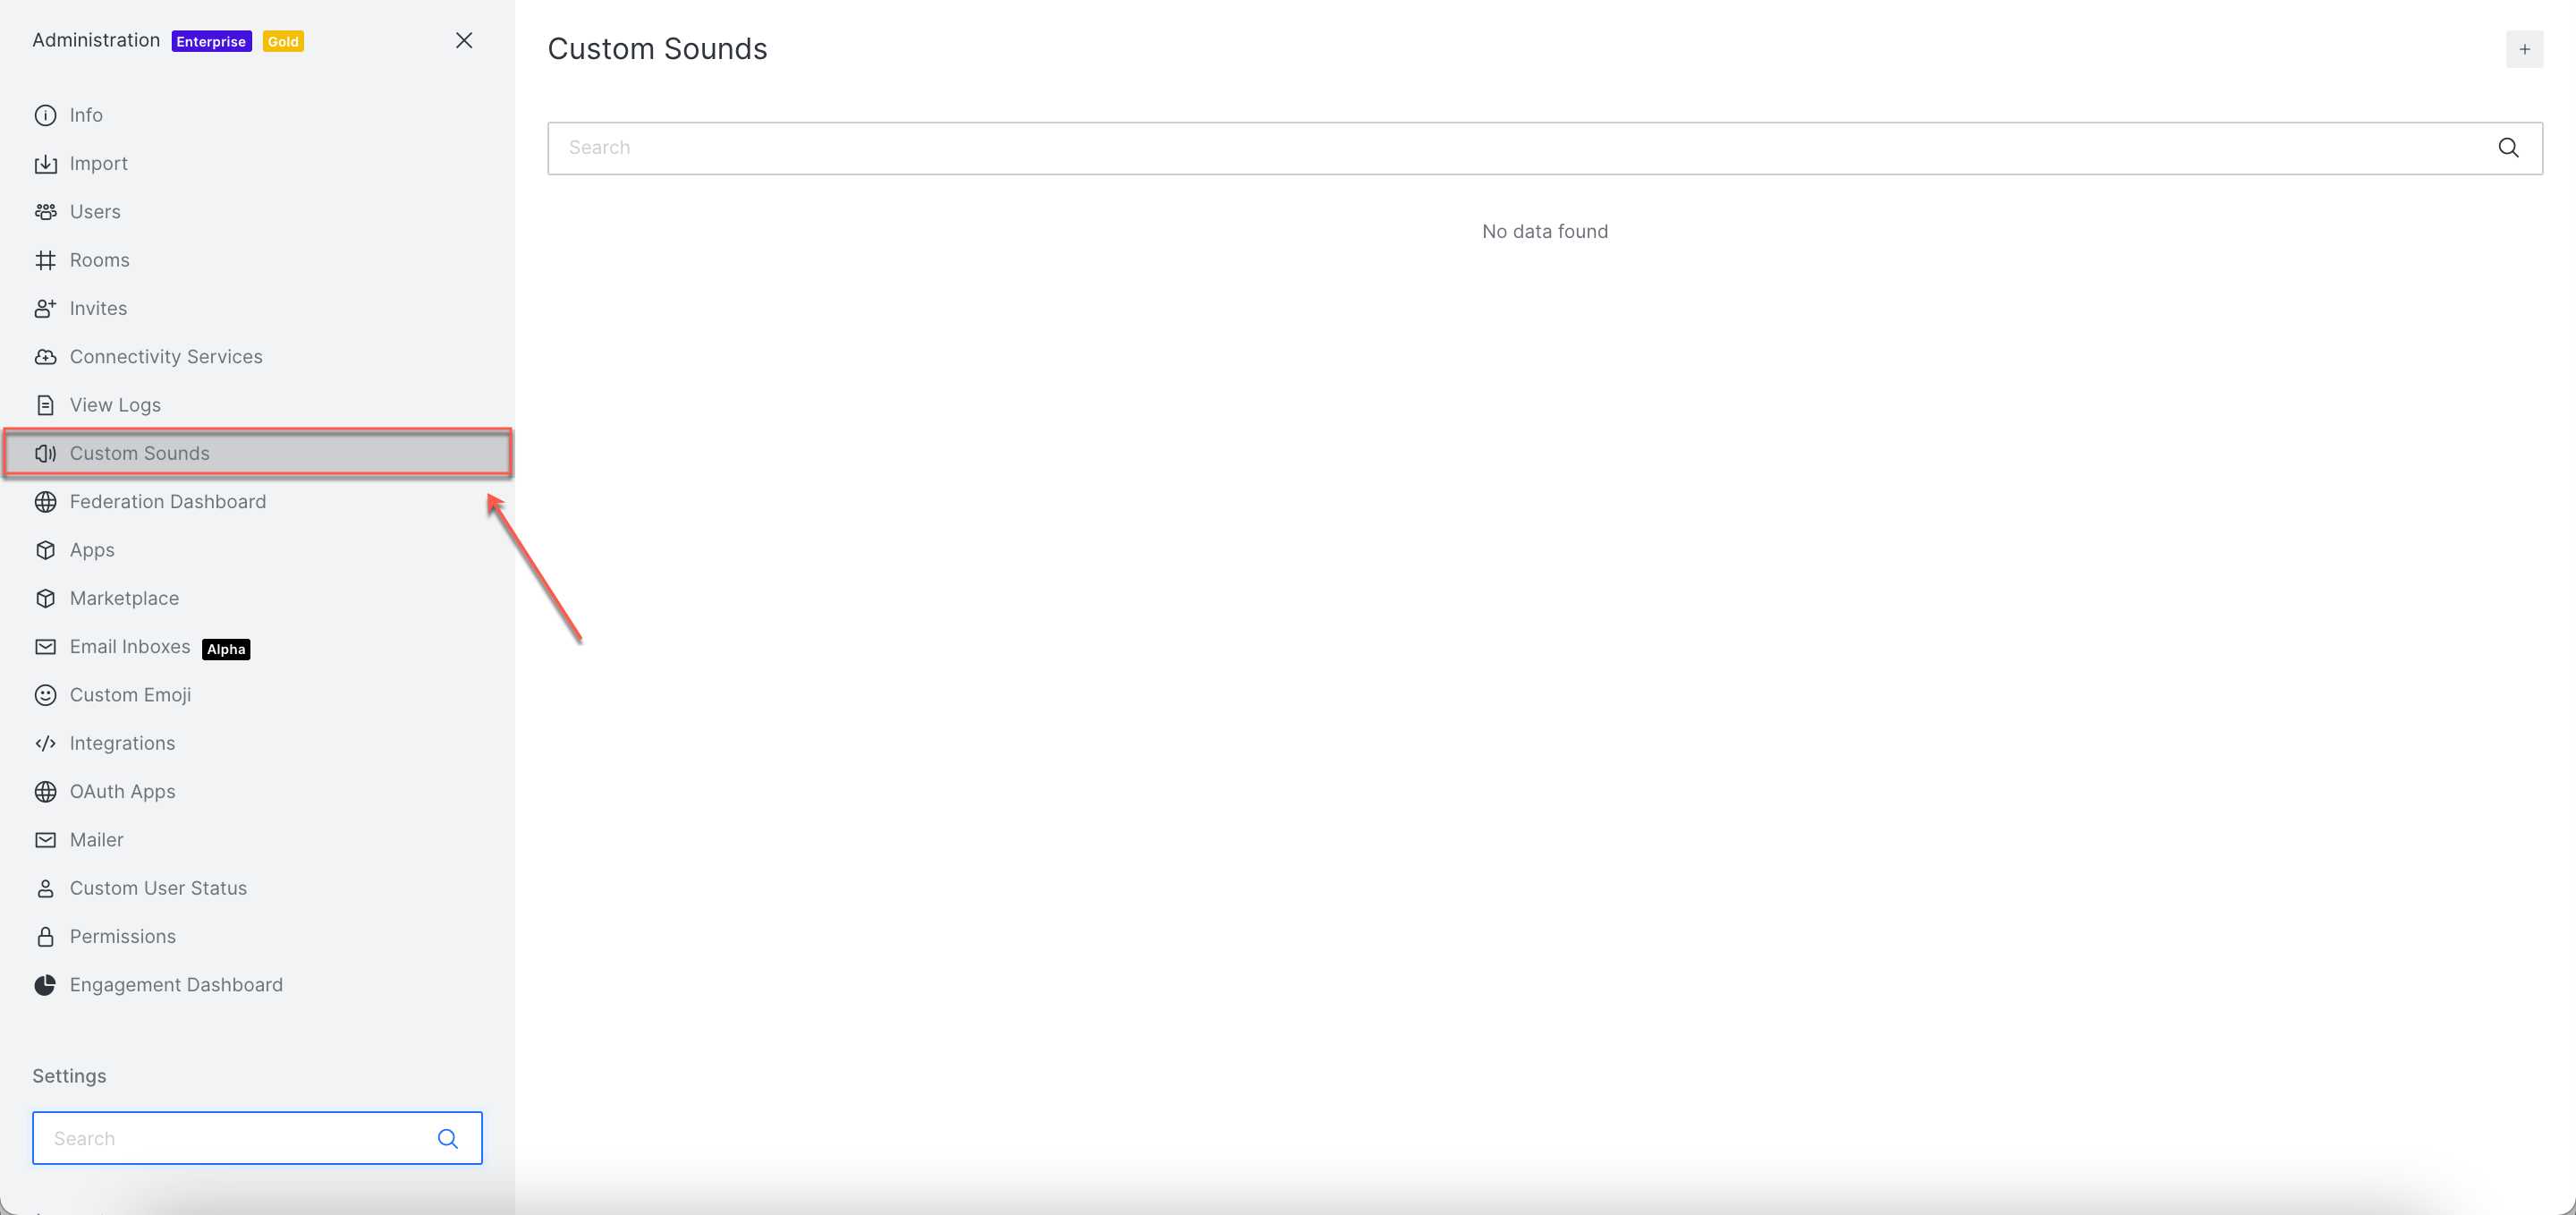 Administration Enterprise Gold
Info
Import
Users
Rooms
Invites
Connectivity Services
View Logs
Custom Sounds
Federation Dashboard
Apps
Marketplace
Email Inboxes Alpha
Custom Emoji
Integrations
OAuth Apps
Mailer
Custom User Status
Permissions
Engagement Dashboard
Settings
Search
Custom Sounds
Search
No data found